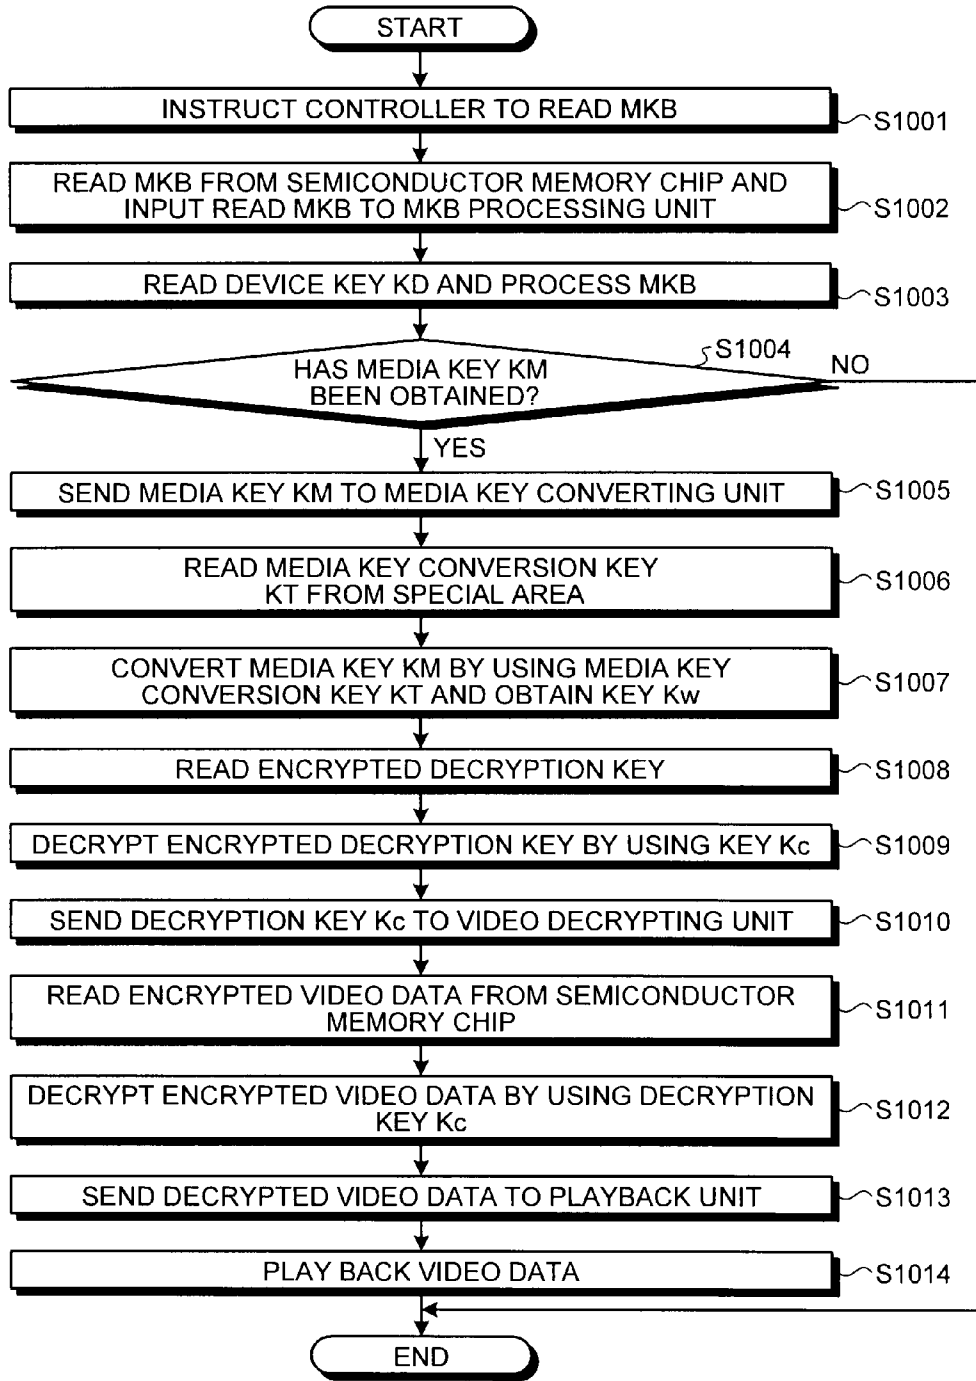 START
INSTRUCT CONTROLLER TO READ MKB
S1001
READ MKB FROM SEMICONDUCTOR MEMORY CHIP AND
INPUT READ MKB TO MKB PROCESSING UNIT
S1002
READ DEVICE KEY KD AND PROCESS MKB
S1003
S1004
HAS MEDIA KEY KM
BEEN OBTAINED?
NO
YES
SEND MEDIA KEY KM TO MEDIA KEY CONVERTING UNIT
S1005
READ MEDIA KEY CONVERSION KEY
KT FROM SPECIAL AREA
S1006
CONVERT MEDIA KEY KM BY USING MEDIA KEY
CONVERSION KEY KT AND OBTAIN KEY Kw
S1007
READ ENCRYPTED DECRYPTION KEY
S1008
DECRYPT ENCRYPTED DECRYPTION KEY BY USING KEY Kc
S1009
SEND DECRYPTION KEY Kc TO VIDEO DECRYPTING UNIT
S1010
READ ENCRYPTED VIDEO DATA FROM SEMICONDUCTOR
MEMORY CHIP
S1011
DECRYPT ENCRYPTED VIDEO DATA BY USING DECRYPTION
KEY Kc
S1012
SEND DECRYPTED VIDEO DATA TO PLAYBACK UNIT
S1013
PLAY BACK VIDEO DATA
S1014
END